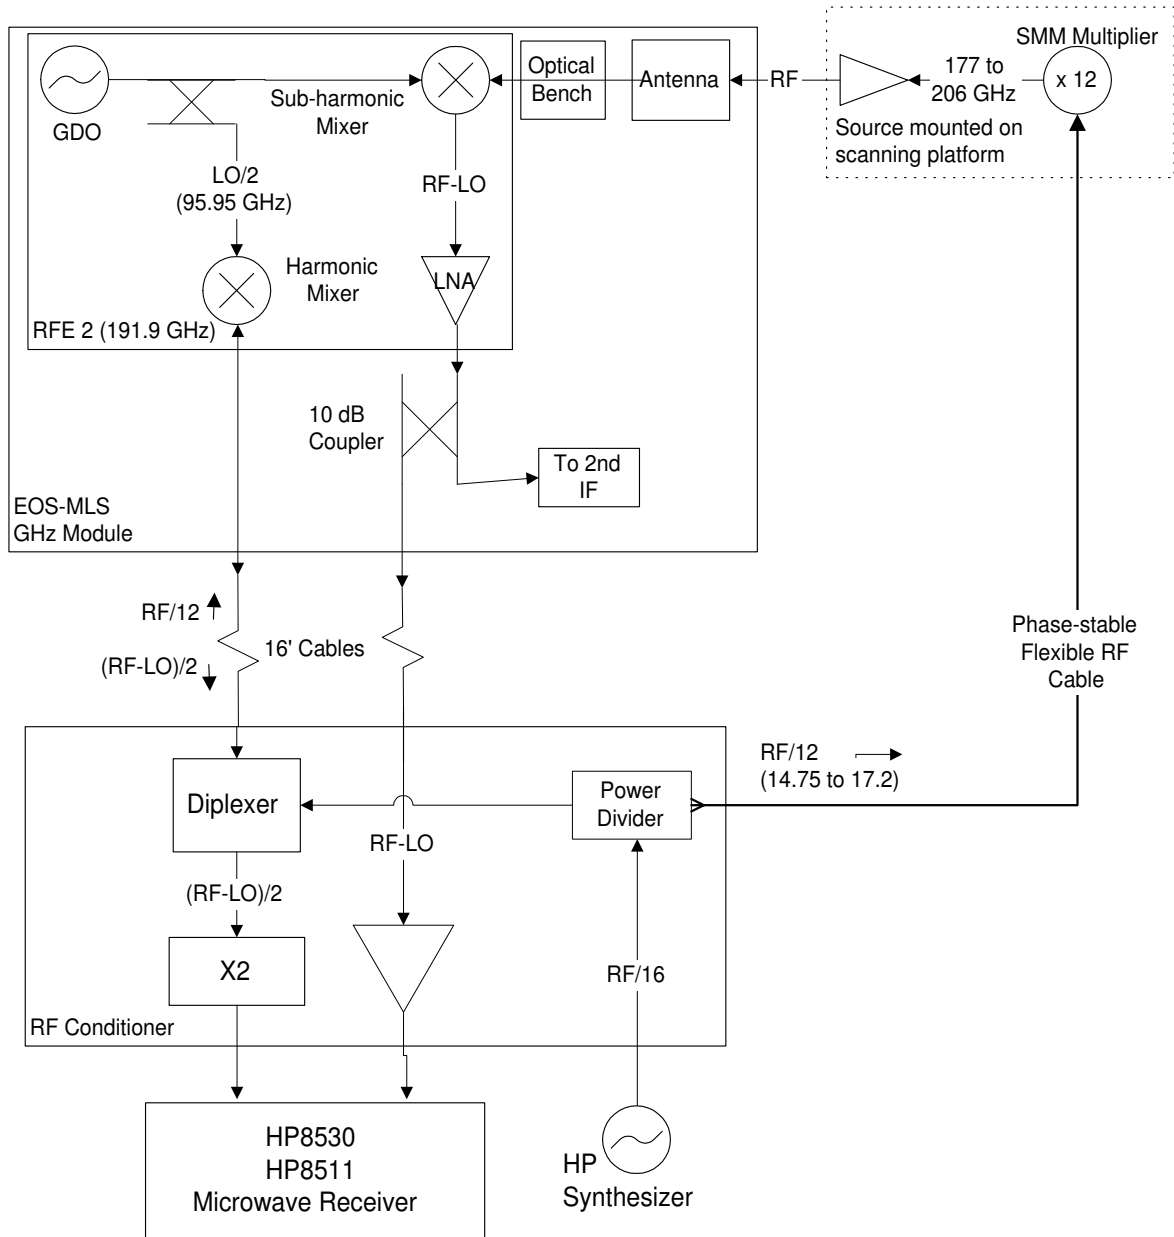 SMM Multiplier
x 12
177 to
206 GHz
RF
Source mounted on
scanning platform
Antenna
Optical
Bench
GDO
Sub-harmonic
Mixer
LO/2
(95.95 GHz)
RF-LO
Harmonic
Mixer
LNA
RFE 2 (191.9 GHz)
10 dB
Coupler
To 2nd
IF
EOS-MLS
GHz Module
RF/12
(RF-LO)/2
16' Cables
Phase-stable
Flexible RF
Cable
RF/12
(14.75 to 17.2)
Diplexer
Power
Divider
RF-LO
(RF-LO)/2
X2
RF/16
RF Conditioner
HP8530
HP8511
Microwave Receiver
HP
Synthesizer